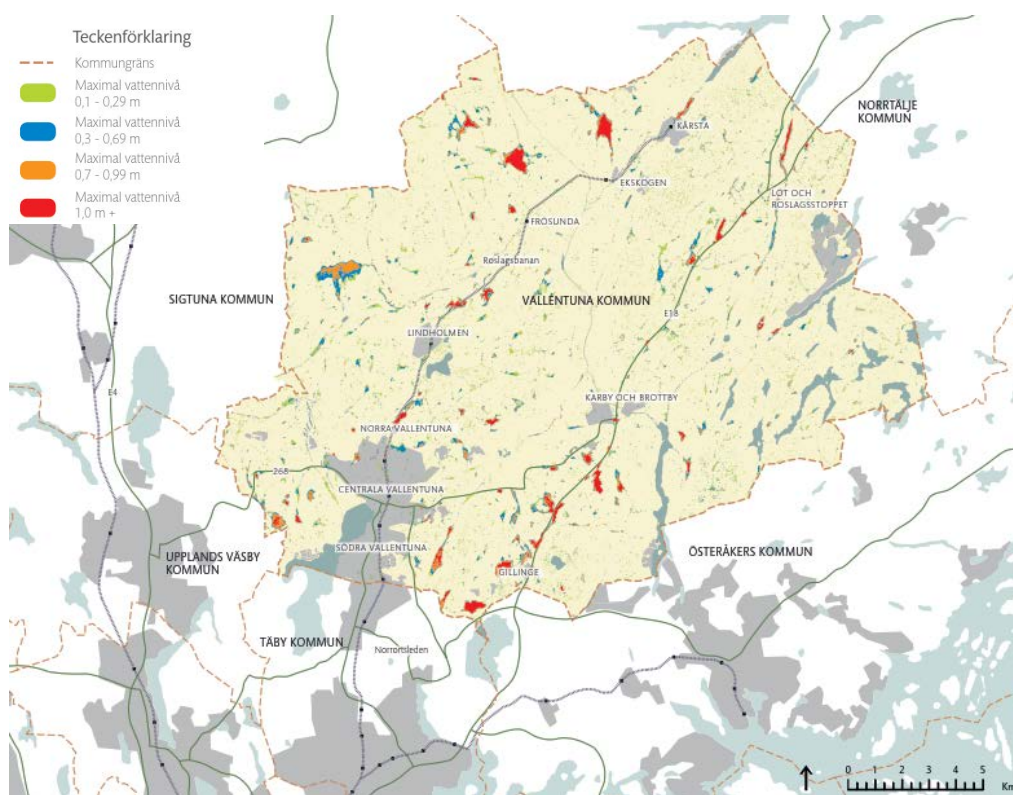 Teckenförklaring
Kommungräns
Maximal vattennivå
0,1 - 0,29 m
Maximal vattennivå
0,3 - 0,69 m
Maximal vattennivå
0,7 - 0,99 m
Maximal vattennivå
1,0 m +
NORRTÄLJE
KOMMUN
KÅRSTA
EKSKOGEN
LOT OCH
ROSLAGSSTOPPET
FRÖSUNDA
Roslagsbanan
SIGTUNA KOMMUN
VALLENTUNA KOMMUN
E18
LINDHOLMEN
E4
KARBY OCH BROTTBY
NORRA VALLENTUNA
268
CENTRALA VALLENTUNA
SÖDRA VALLENTUNA
UPPLANDS VÄSBY
KOMMUN
ÖSTERÅKERS KOMMUN
GILLINGE
TÄBY KOMMUN
Norrortsleden
0 1 2 3 4 5
Km